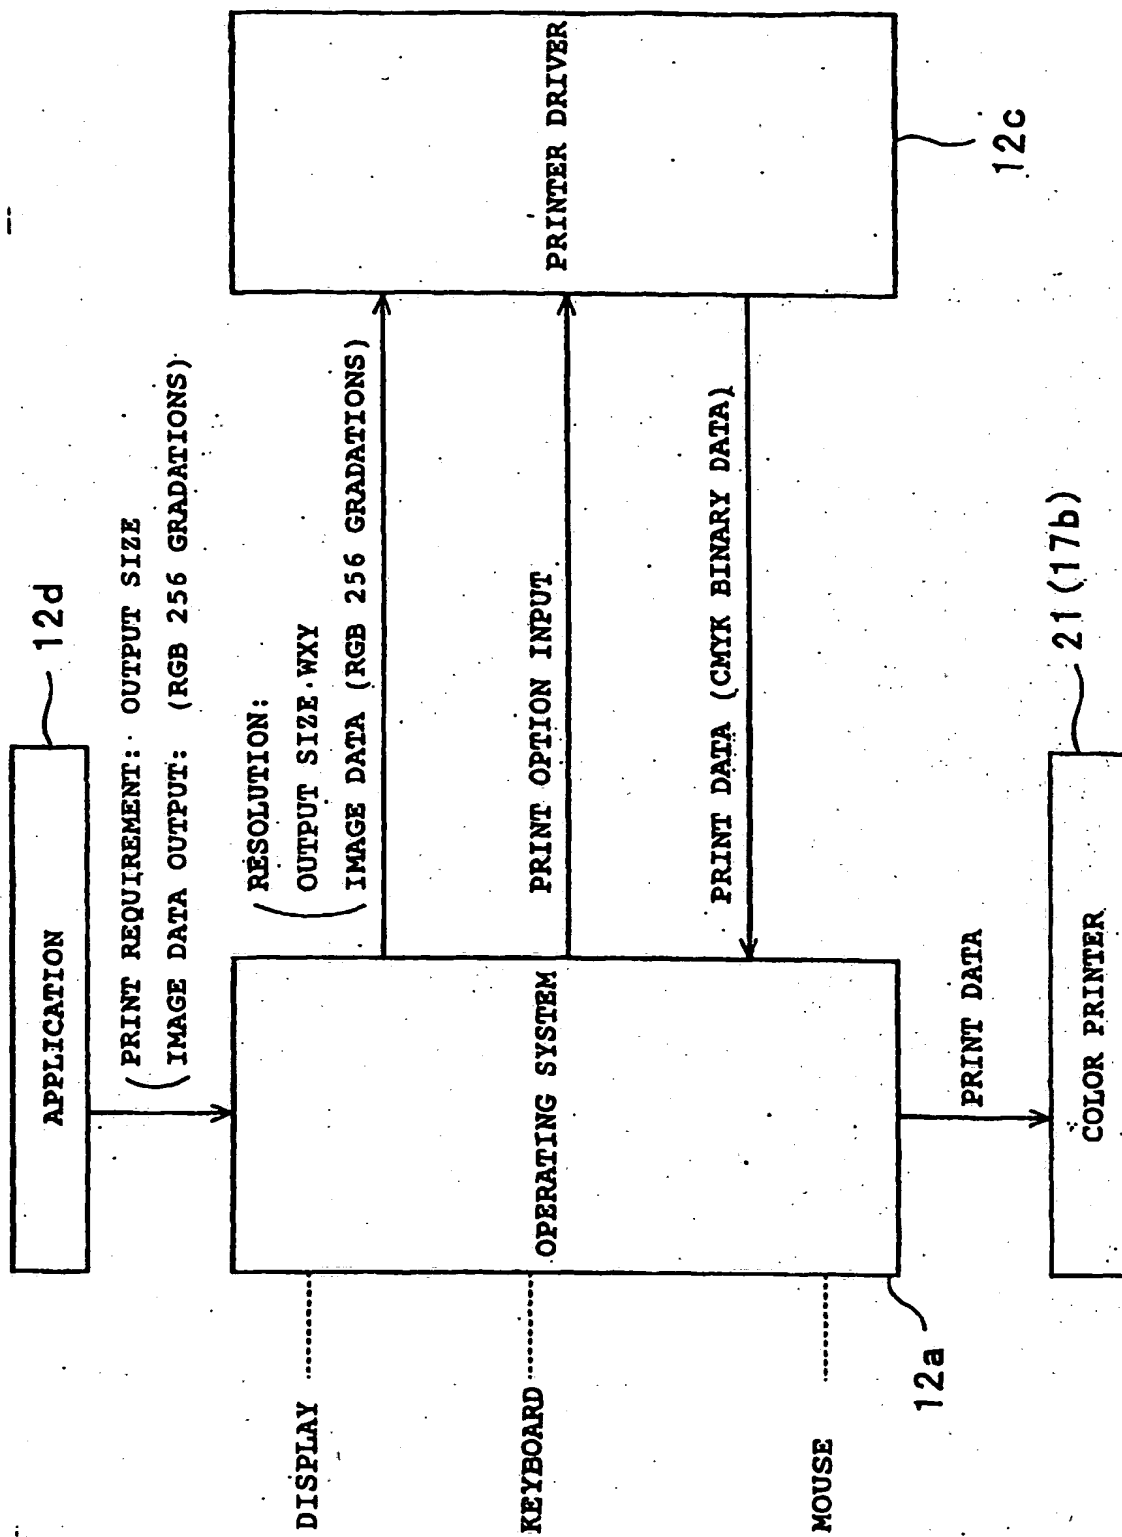 APPLICATION
12d
PRINT REQUIREMENT: OUTPUT SIZE
IMAGE DATA OUTPUT: (RGB 256 GRADATIONS)
DISPLAY
KEYBOARD
MOUSE
OPERATING SYSTEM
12a
RESOLUTION:
OUTPUT SIZE WXY
IMAGE DATA (RGB 256 GRADATIONS)
PRINT OPTION INPUT
PRINT DATA (CMYK BINARY DATA)
PRINTER DRIVER
12c
PRINT DATA
COLOR PRINTER
21 (17b)